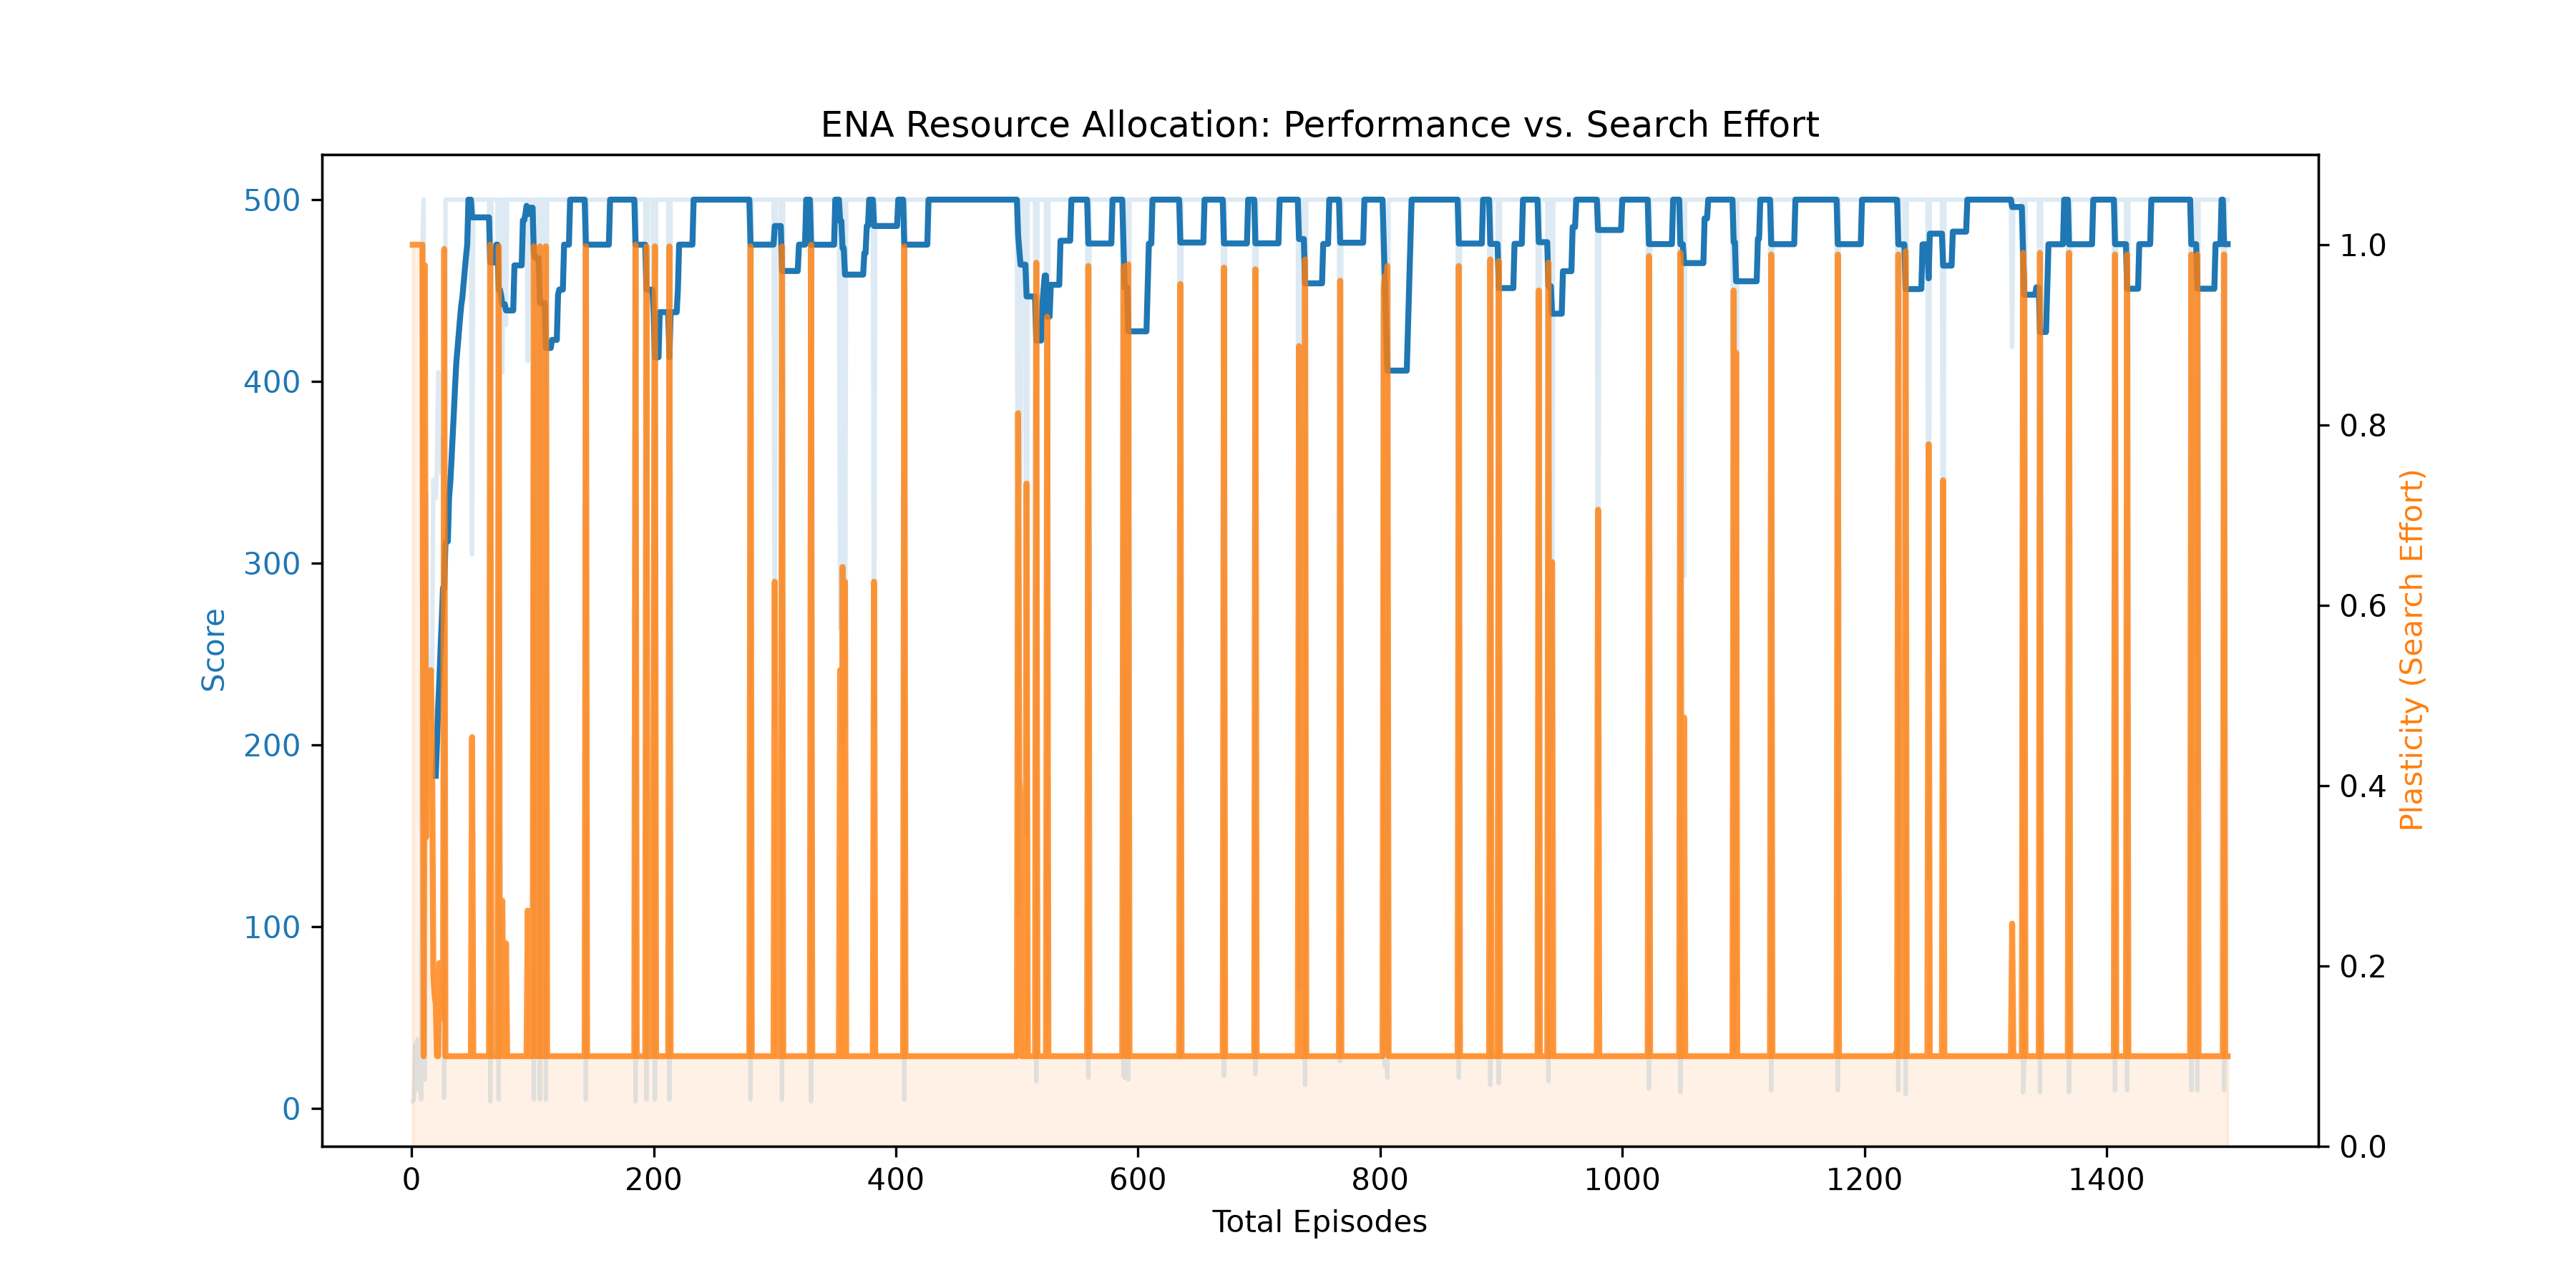 ENA Resource Allocation: Performance vs. Search Effort
500
400
300
200
100
0
Score
1.0
0.8
0.6
0.4
0.2
0.0
Plasticity (Search Effort)
0 200 400 600 800 1000 1200 1400
Total Episodes